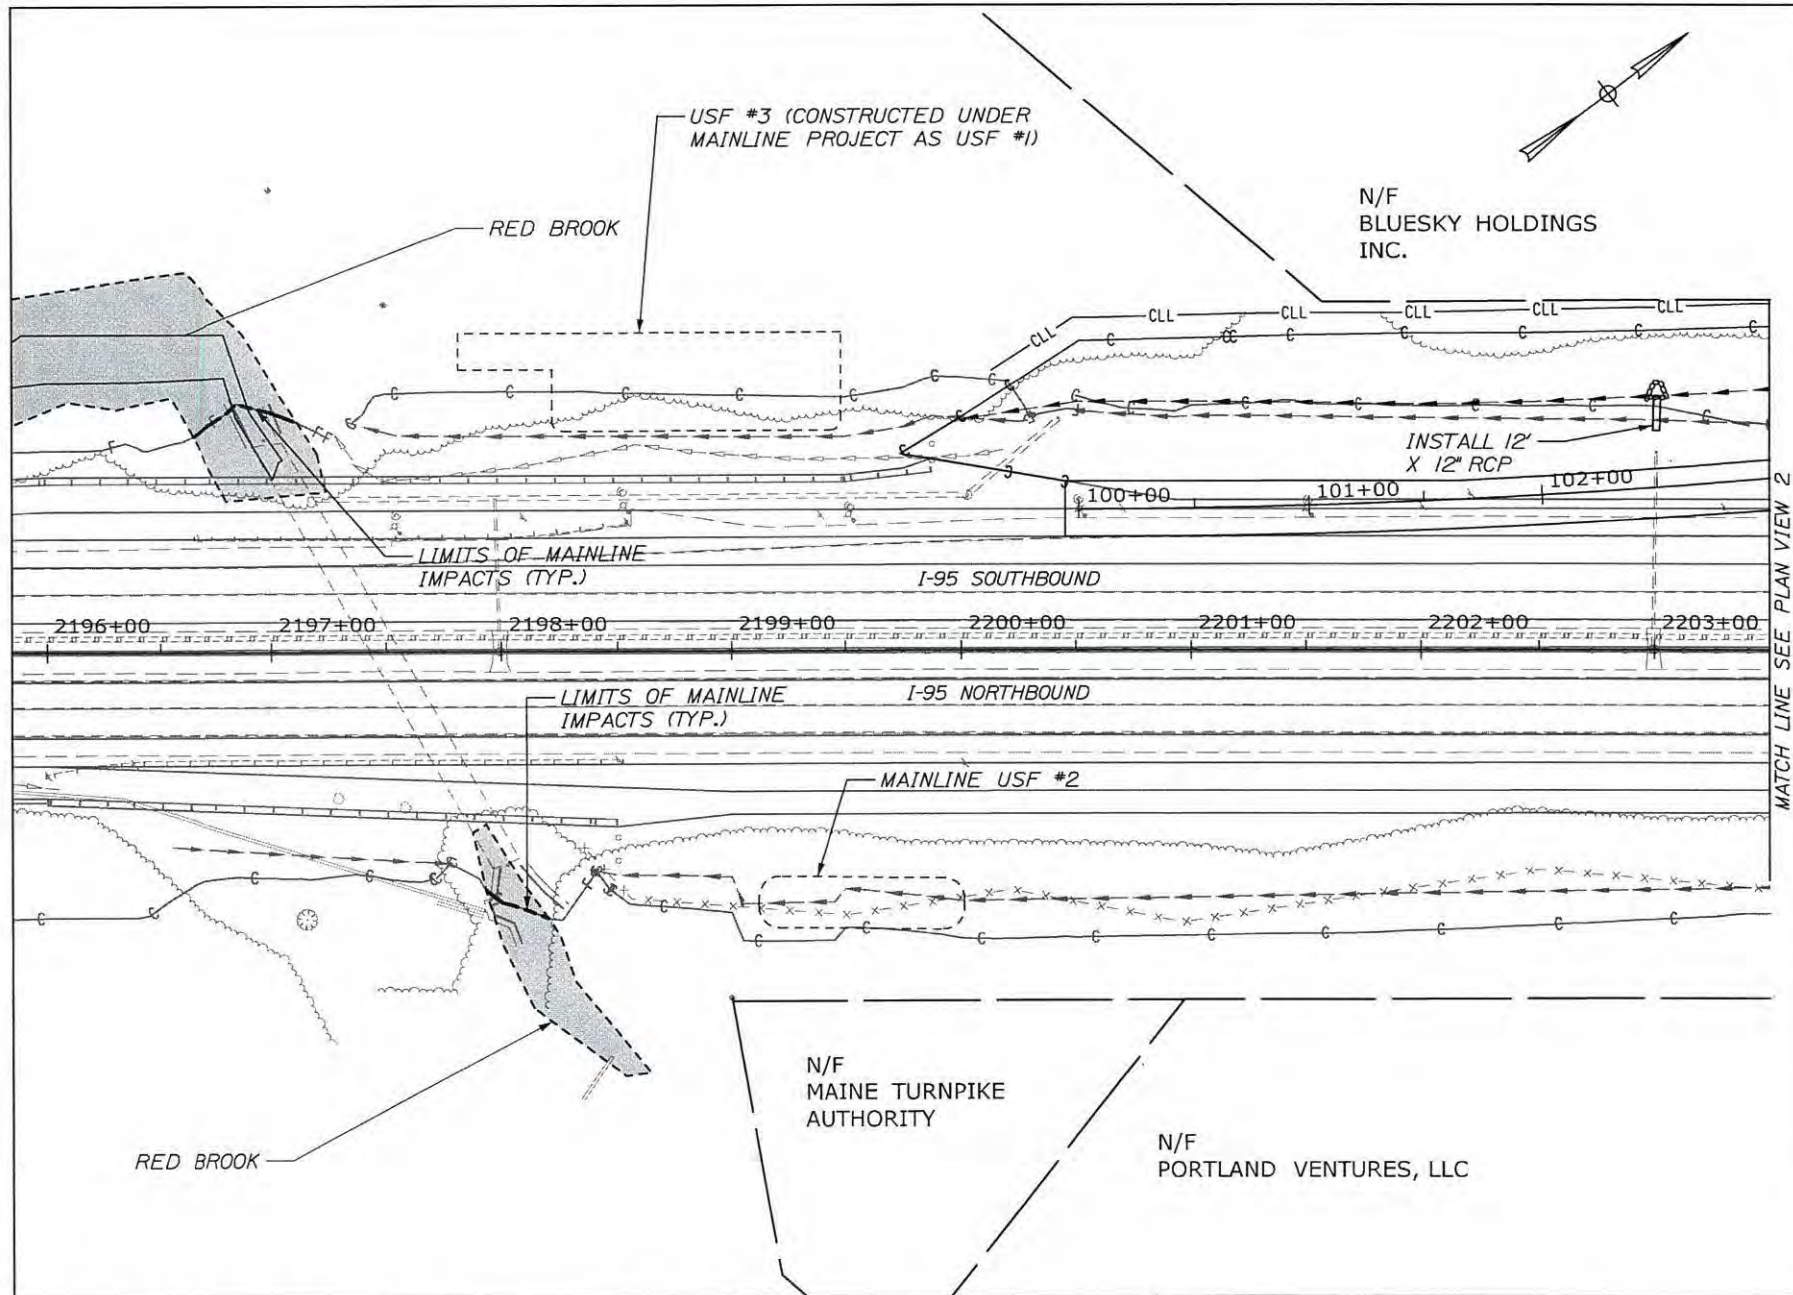 USF #3 (CONSTRUCTED UNDER
MAINLINE PROJECT AS USF #1)
N/F
BLUESKY HOLDINGS
INC.
RED BROOK
CLL
CLL
CLL
CLL
CLL
CLL
INSTALL 12'
X 12" RCP
100+00
101+00
102+00
LIMITS OF MAINLINE
IMPACTS (TYP.)
I-95 SOUTHBOUND
2196+00
2197+00
2198+00
2199+00
2200+00
2201+00
2202+00
2203+00
MATCH LINE SEE PLAN VIEW 2
LIMITS OF MAINLINE
IMPACTS (TYP.)
I-95 NORTHBOUND
MAINLINE USF #2
N/F
MAINE TURNPIKE
AUTHORITY
N/F
PORTLAND VENTURES, LLC
RED BROOK